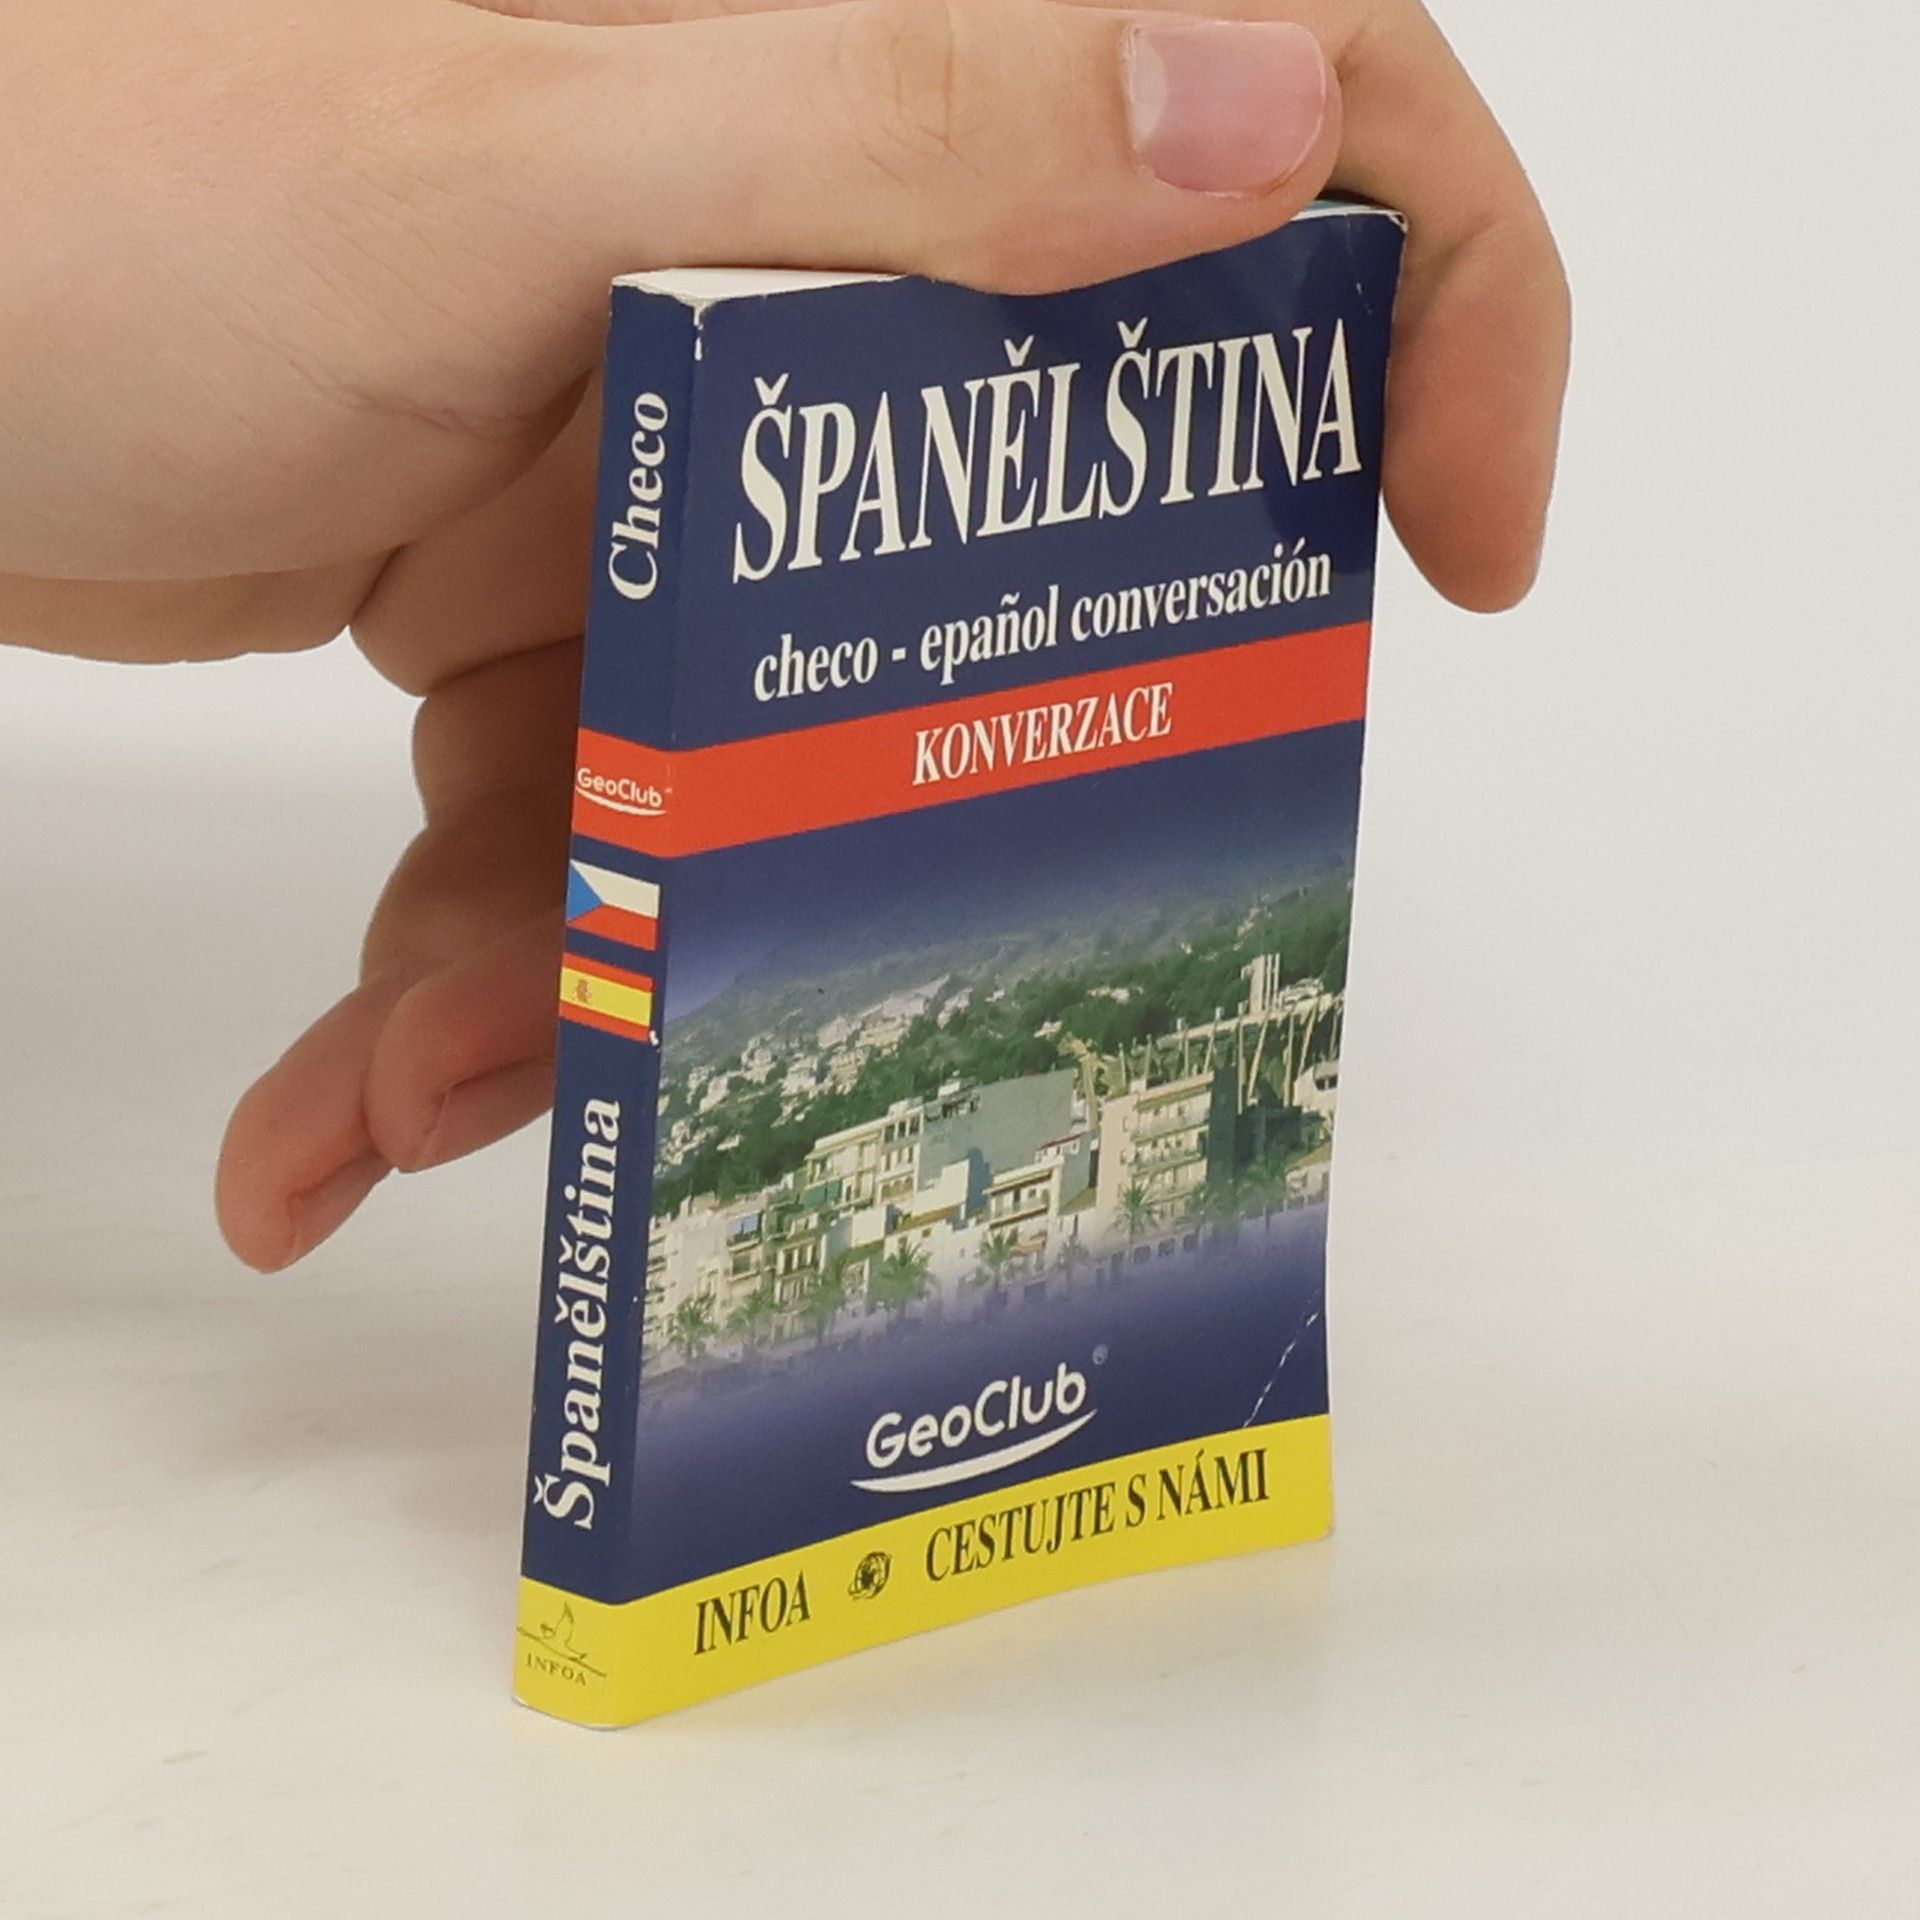 Checo
GeoClub
Španělština
INFOA
ŠPANĚLŠTINA
checo - epañol conversación
KONVERZACE
GeoClub®
INFOA CESTUJTE S NÁMI